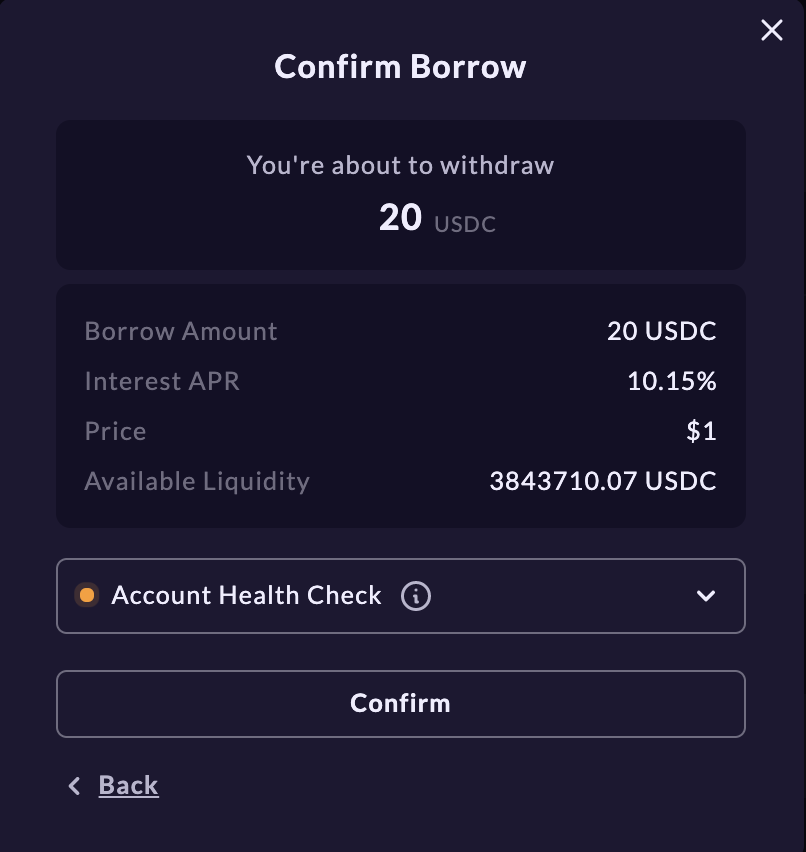 Confirm Borrow
You're about to withdraw
20 USDC
Borrow Amount 20 USDC
Interest APR 10.15%
Price $1
Available Liquidity 3843710.07 USDC
Account Health Check
Confirm
Back